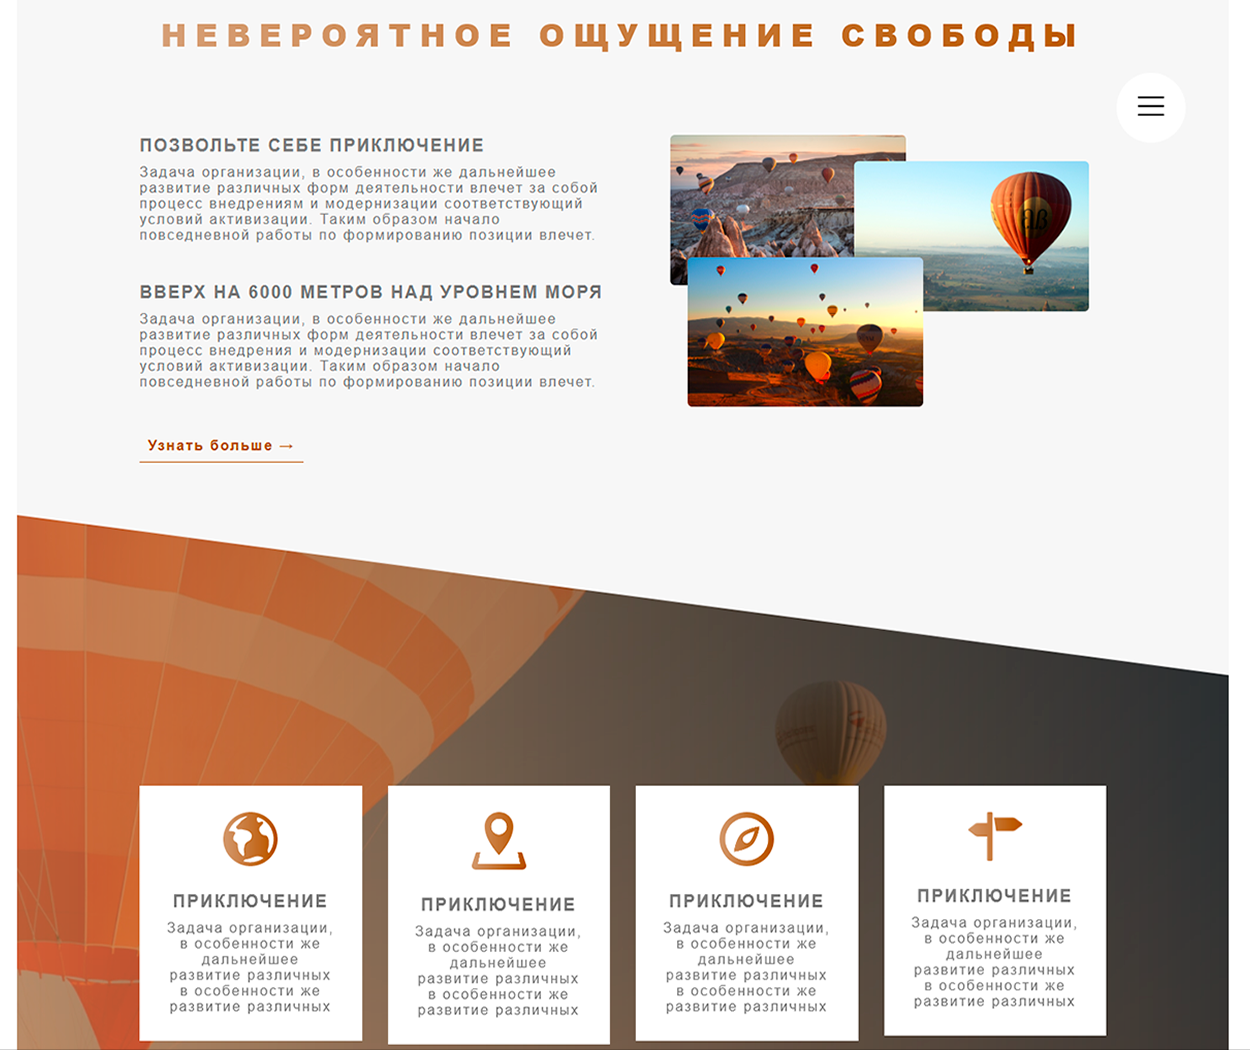 НЕВЕРОЯТНОЕ ОЩУЩЕНИЕ СВОБОДЫ
ПОЗВОЛЬТЕ СЕБЕ ПРИКЛЮЧЕНИЕ
Задача организации, в особенности же дальнейшее
развитие различных форм деятельности влечет за собой
процесс внедрениям и модернизации соответствующий
условий активизации. Таким образом начало
повседневной работы по формированию позиции влечет.
ВВЕРХ НА 6000 МЕТРОВ НАД УРОВНЕМ МОРЯ
Задача организации, в особенности же дальнейшее
развитие различных форм деятельности влечет за собой
процесс внедрения и модернизации соответствующий
условий активизации. Таким образом начало
повседневной работы по формированию позиции влечет.
Узнать больше →
ПРИКЛЮЧЕНИЕ
Задача организации,
в особенности же
дальнейшее
развитие различных
в особенности же
развитие различных
ПРИКЛЮЧЕНИЕ
Задача организации,
в особенности же
дальнейшее
развитие различных
в особенности же
развитие различных
ПРИКЛЮЧЕНИЕ
Задача организации,
в особенности же
дальнейшее
развитие различных
в особенности же
развитие различных
ПРИКЛЮЧЕНИЕ
Задача организации,
в особенности же
дальнейшее
развитие различных
в особенности же
развитие различных